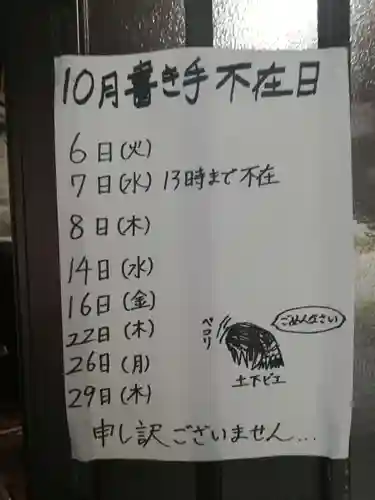 10月書き手不在日
6日(火)
7日(水) 13時まで不在
8日(木)
14日(水)
16日(金)
22日(木)
26日(月)
29日(木)
ペコリ
ごめんなさい
土下ピエ
申し訳ございません...